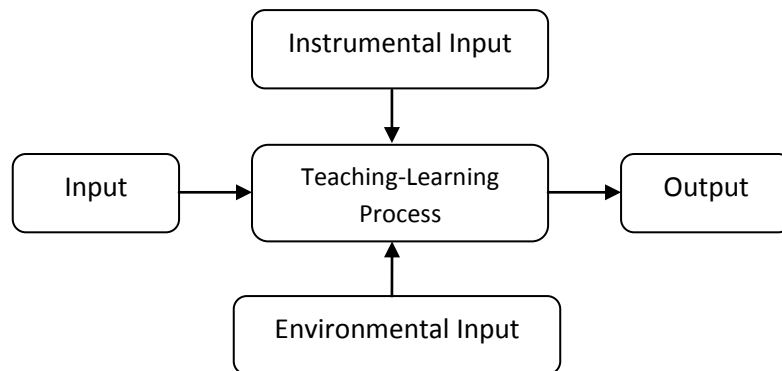 Instrumental Input
Input
Teaching-Learning
Process
Output
Environmental Input